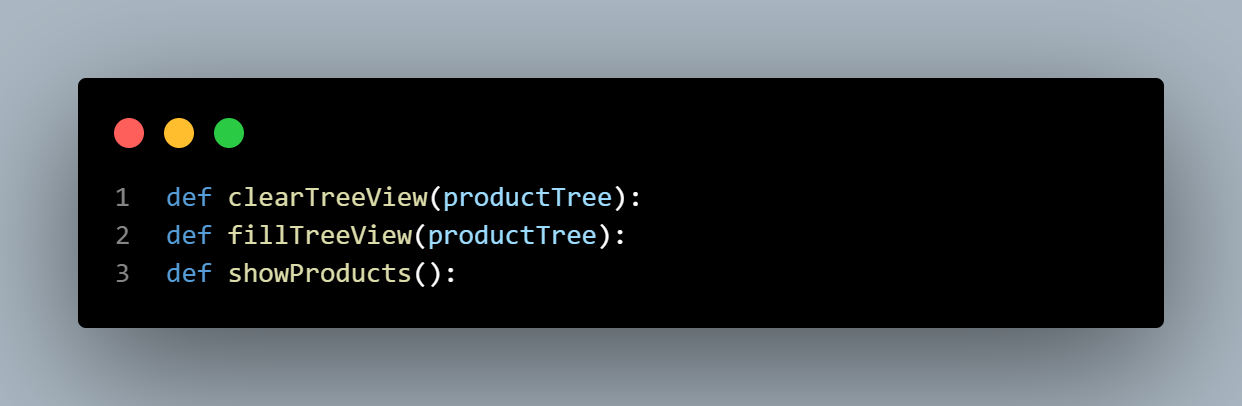 1 def clearTreeView(productTree):
2 def fillTreeView(productTree):
3 def showProducts():